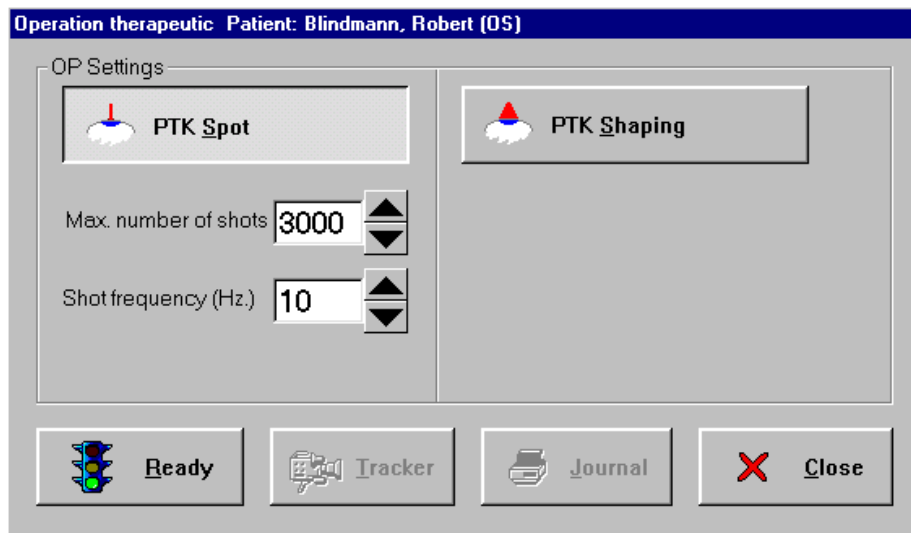 Operation therapeutic Patient: Blindmann, Robert (OS)
OP Settings
PTK Spot
PTK Shaping
Max. number of shots 3000
Shot frequency (Hz.) 10
Ready Tracker Journal Close